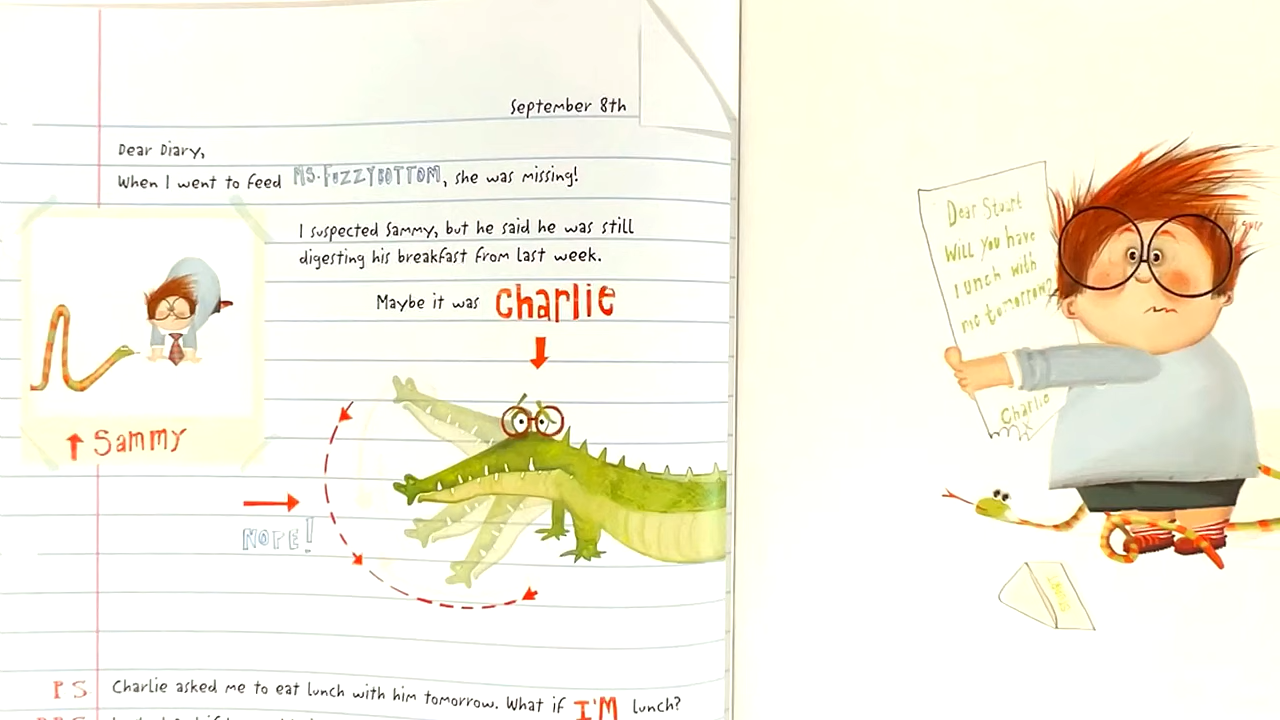 September 8th
Dear Diary,
When I went to feed MS. FUZZYBOTTOM, she was missing!
I suspected Sammy, but he said he was still
digesting his breakfast from last week.
Maybe it was Charlie
↑ Sammy
NOPE!
PS Charlie asked me to eat lunch with him tomorrow. What if I'M lunch?
Dear Stuart
Will you have
lunch with
me tomorrow
Charlie